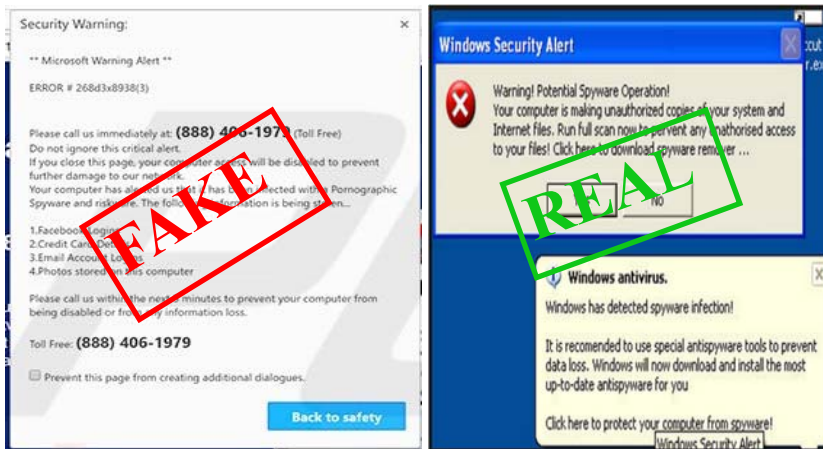 Security Warning:
** Microsoft Warning Alert **
ERROR # 268d3x8938(3)
Please call us immediately at: (888) 406-1979 (Toll Free)
Do not ignore this critical alert.
If you close this page, your computer access will be disabled to prevent
further damage to our network.
Your computer has alerted us that it has been infected with a Pornographic
Spyware and riskware. The following information is being stolen...
1.Facebook Logins
2.Credit Card Details
3.Email Account Logins
4.Photos stored on this computer
Please call us within the next 5 minutes to prevent your computer from
being disabled or from any information loss.
Toll Free: (888) 406-1979
Prevent this page from creating additional dialogues.
Back to safety
FAKE
Windows Security Alert
Warning! Potential Spyware Operation!
Your computer is making unauthorized copies of your system and
Internet files. Run full scan now to pervent any unathorised access
to your files! Click here to download spyware remover ...
No
REAL
Windows antivirus.
Windows has detected spyware infection!
It is recomended to use special antispyware tools to prevent
data loss. Windows will now download and install the most
up-to-date antispyware for you
Click here to protect your computer from spyware!
Windows Security Alert